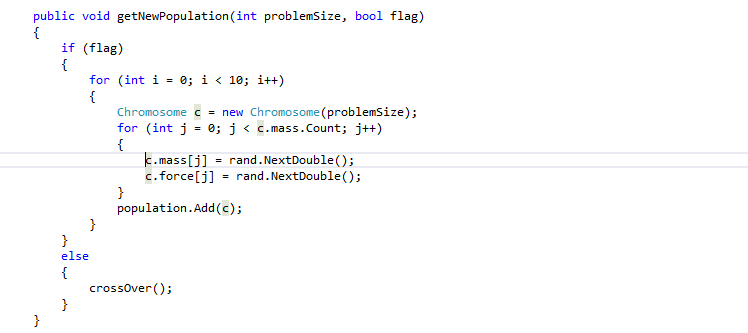 public void getNewPopulation(int problemSize, bool flag)
{
if (flag)
{
for (int i = 0; i < 10; i++)
{
Chromosome c = new Chromosome(problemSize);
for (int j = 0; j < c.mass.Count; j++)
{
c.mass[j] = rand.NextDouble();
c.force[j] = rand.NextDouble();
}
population.Add(c);
}
}
else
{
crossOver();
}
}